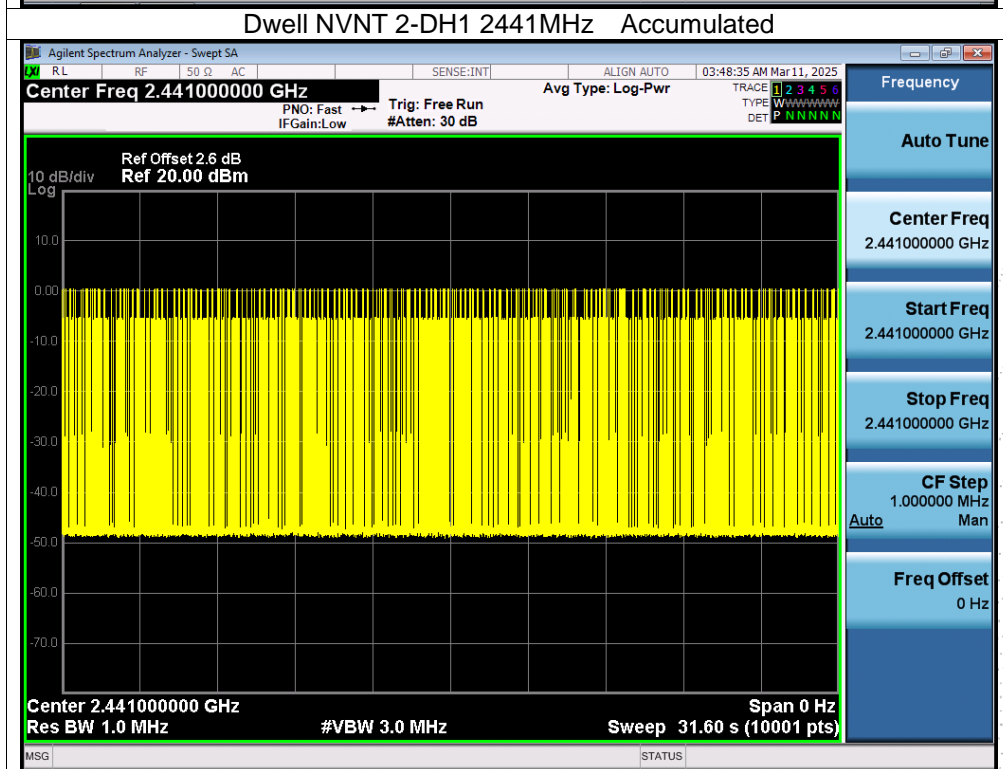 Dwell NVNT 2-DH1 2441MHz Accumulated
Agilent Spectrum Analyzer - Swept SA
LXI RL RF 50 Ω AC SENSE:INT ALIGN AUTO 03:48:35 AM Mar 11, 2025
Center Freq 2.441000000 GHz
PNO: Fast
IFGain:Low
Trig: Free Run
#Atten: 30 dB
Avg Type: Log-Pwr
TRACE 1 2 3 4 5 6
TYPE WWWWWWW
DET P N N N N N
Frequency
Auto Tune
Center Freq
2.441000000 GHz
Start Freq
2.441000000 GHz
Stop Freq
2.441000000 GHz
CF Step
1.000000 MHz
Auto Man
Freq Offset
0 Hz
Ref Offset 2.6 dB
10 dB/div Ref 20.00 dBm
Log
10.0
0.00
-10.0
-20.0
-30.0
-40.0
-50.0
-60.0
-70.0
Center 2.441000000 GHz Span 0 Hz
Res BW 1.0 MHz #VBW 3.0 MHz Sweep 31.60 s (10001 pts)
MSG STATUS